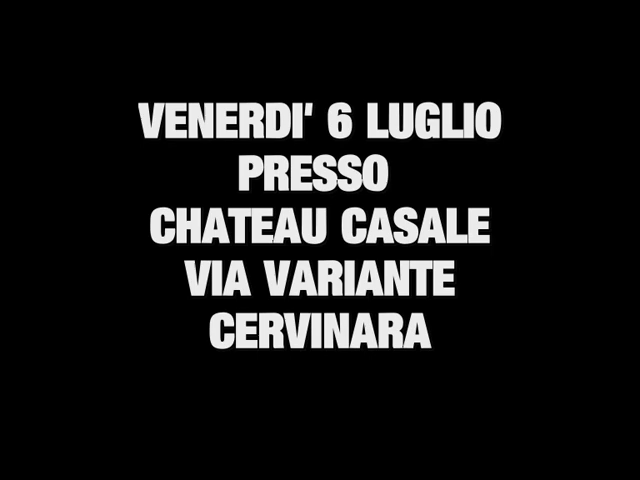 VENERDI' 6 LUGLIO
PRESSO
CHATEAU CASALE
VIA VARIANTE
CERVINARA